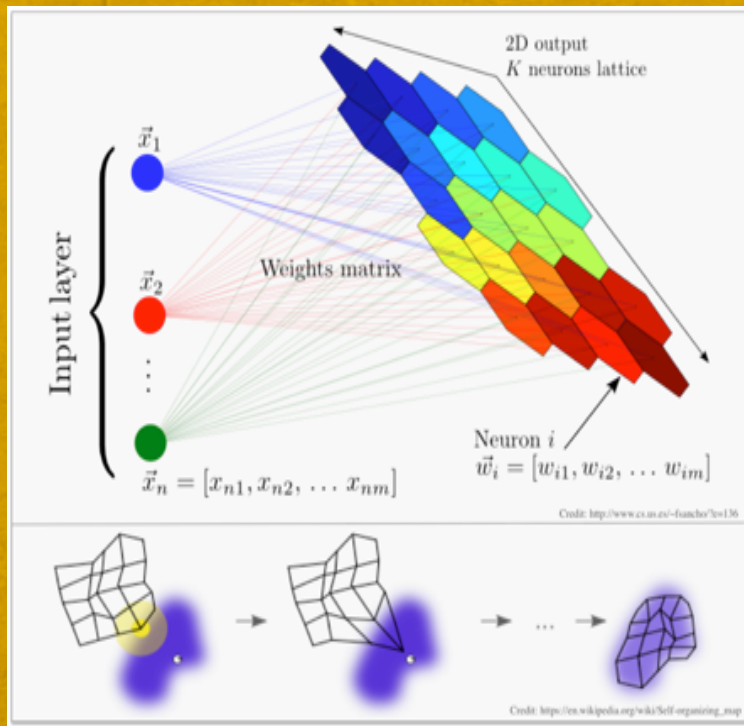 2D output
K neurons lattice
x⃗₁
Input layer
x⃗₂
Weights matrix
⋮
Neuron i
x⃗ₙ = [xₙ₁, xₙ₂, … xₙₘ]
w⃗ᵢ = [wᵢ₁, wᵢ₂, … wᵢₘ]
Credit: http://www.cs.us.es/~fsancho/?e=136
...
Credit: https://en.wikipedia.org/wiki/Self-organizing_map